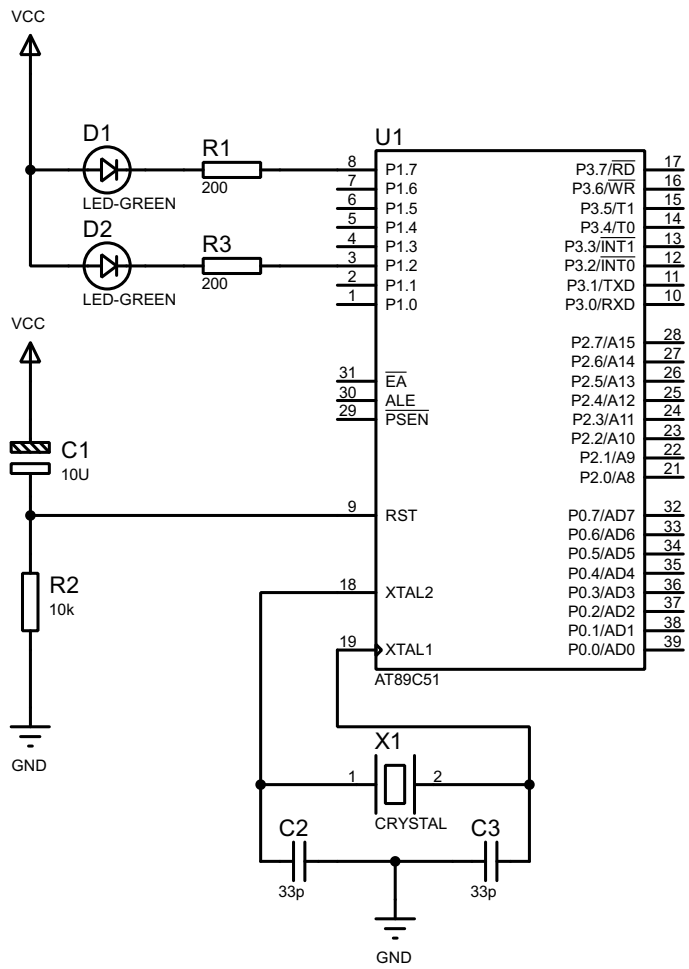 VCC
D1
LED-GREEN
R1
200
D2
LED-GREEN
R3
200
VCC
C1
10U
R2
10k
GND
U1
8 P1.7
7 P1.6
6 P1.5
5 P1.4
4 P1.3
3 P1.2
2 P1.1
1 P1.0
31 EA
30 ALE
29 PSEN
9 RST
18 XTAL2
19 XTAL1
P3.7/RD 17
P3.6/WR 16
P3.5/T1 15
P3.4/T0 14
P3.3/INT1 13
P3.2/INT0 12
P3.1/TXD 11
P3.0/RXD 10
P2.7/A15 28
P2.6/A14 27
P2.5/A13 26
P2.4/A12 25
P2.3/A11 24
P2.2/A10 23
P2.1/A9 22
P2.0/A8 21
P0.7/AD7 32
P0.6/AD6 33
P0.5/AD5 34
P0.4/AD4 35
P0.3/AD3 36
P0.2/AD2 37
P0.1/AD1 38
P0.0/AD0 39
AT89C51
X1
1 2
CRYSTAL
C2
33p
C3
33p
GND